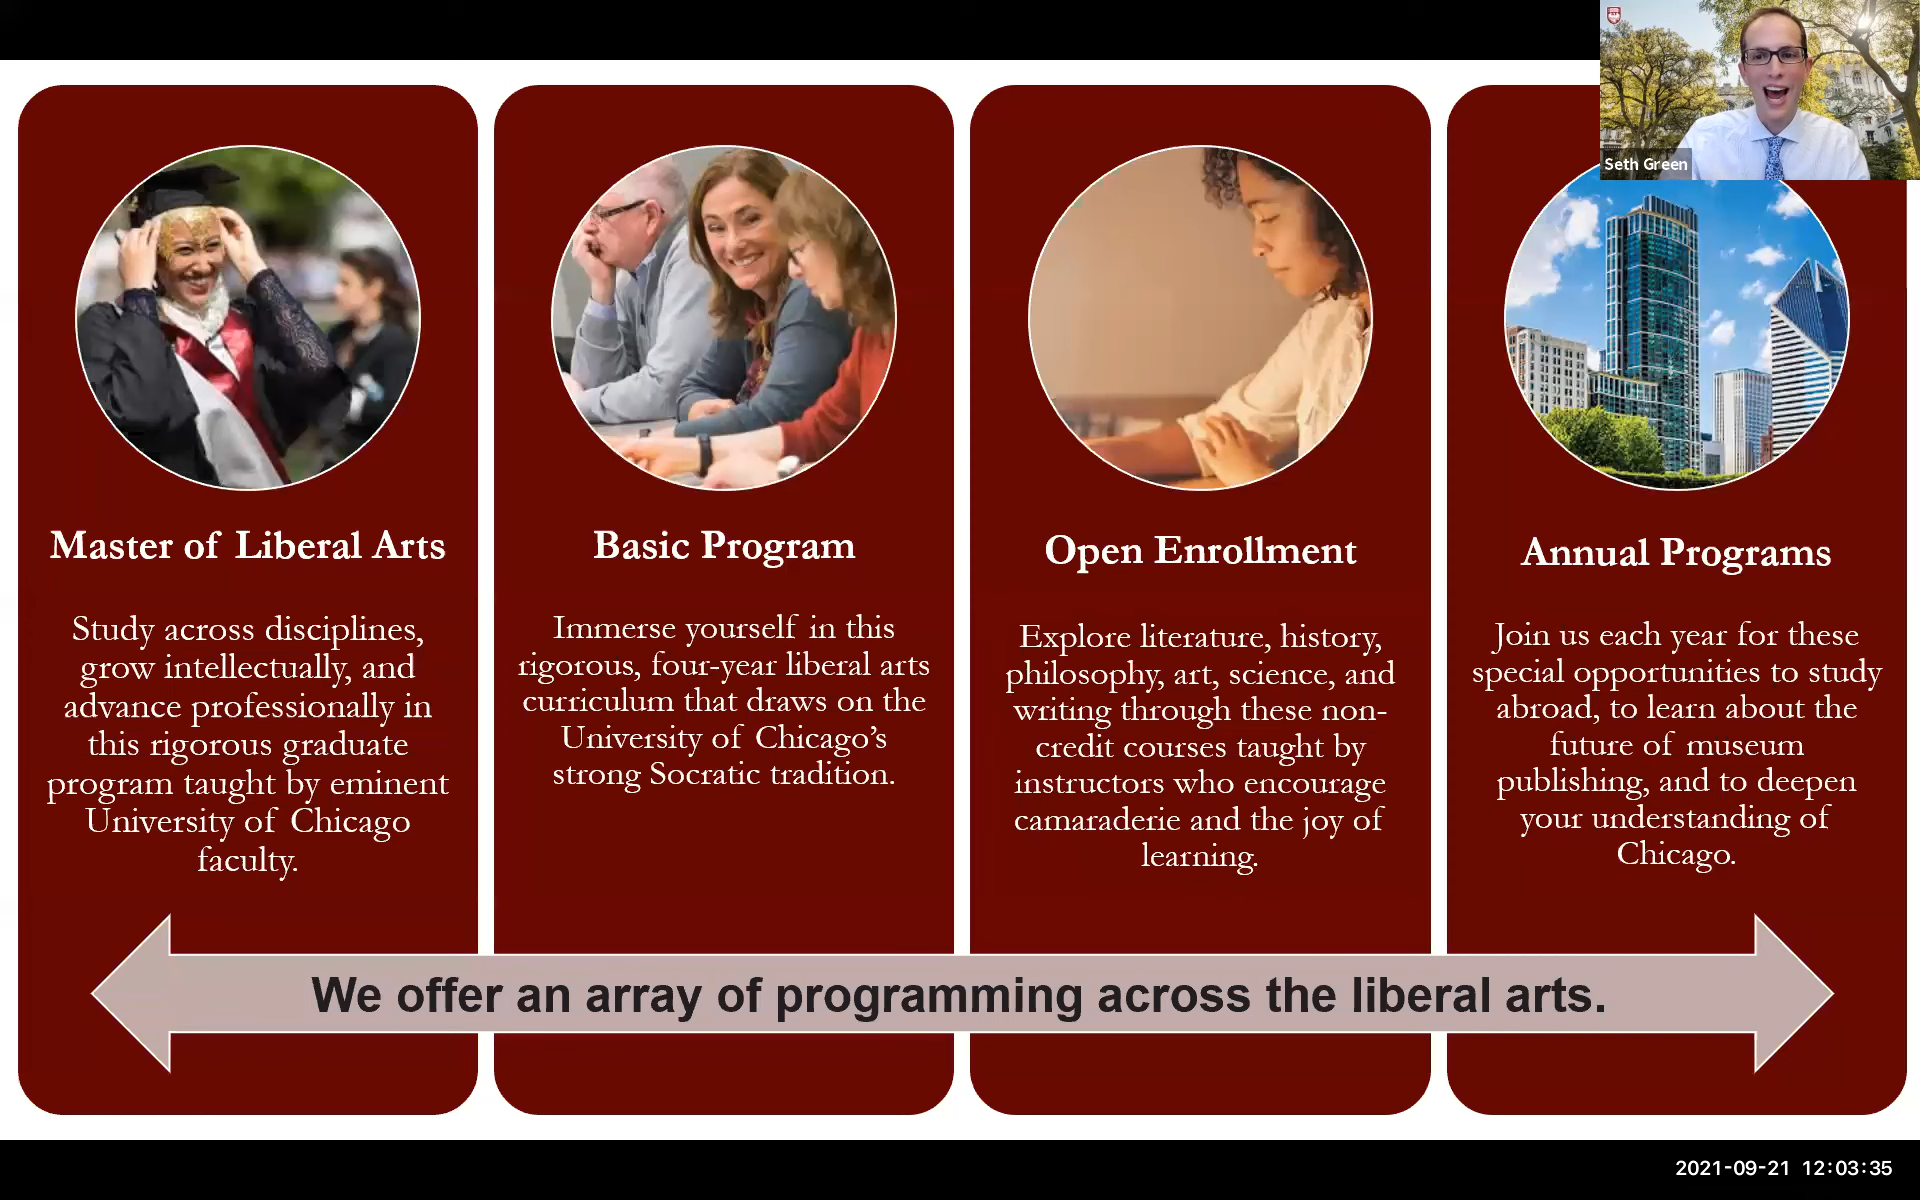 Seth Green
Master of Liberal Arts
Study across disciplines,
grow intellectually, and
advance professionally in
this rigorous graduate
program taught by eminent
University of Chicago
faculty.
Basic Program
Immerse yourself in this
rigorous, four-year liberal arts
curriculum that draws on the
University of Chicago’s
strong Socratic tradition.
Open Enrollment
Explore literature, history,
philosophy, art, science, and
writing through these non-
credit courses taught by
instructors who encourage
camaraderie and the joy of
learning.
Annual Programs
Join us each year for these
special opportunities to study
abroad, to learn about the
future of museum
publishing, and to deepen
your understanding of
Chicago.
We offer an array of programming across the liberal arts.
2021-09-21 12:03:35